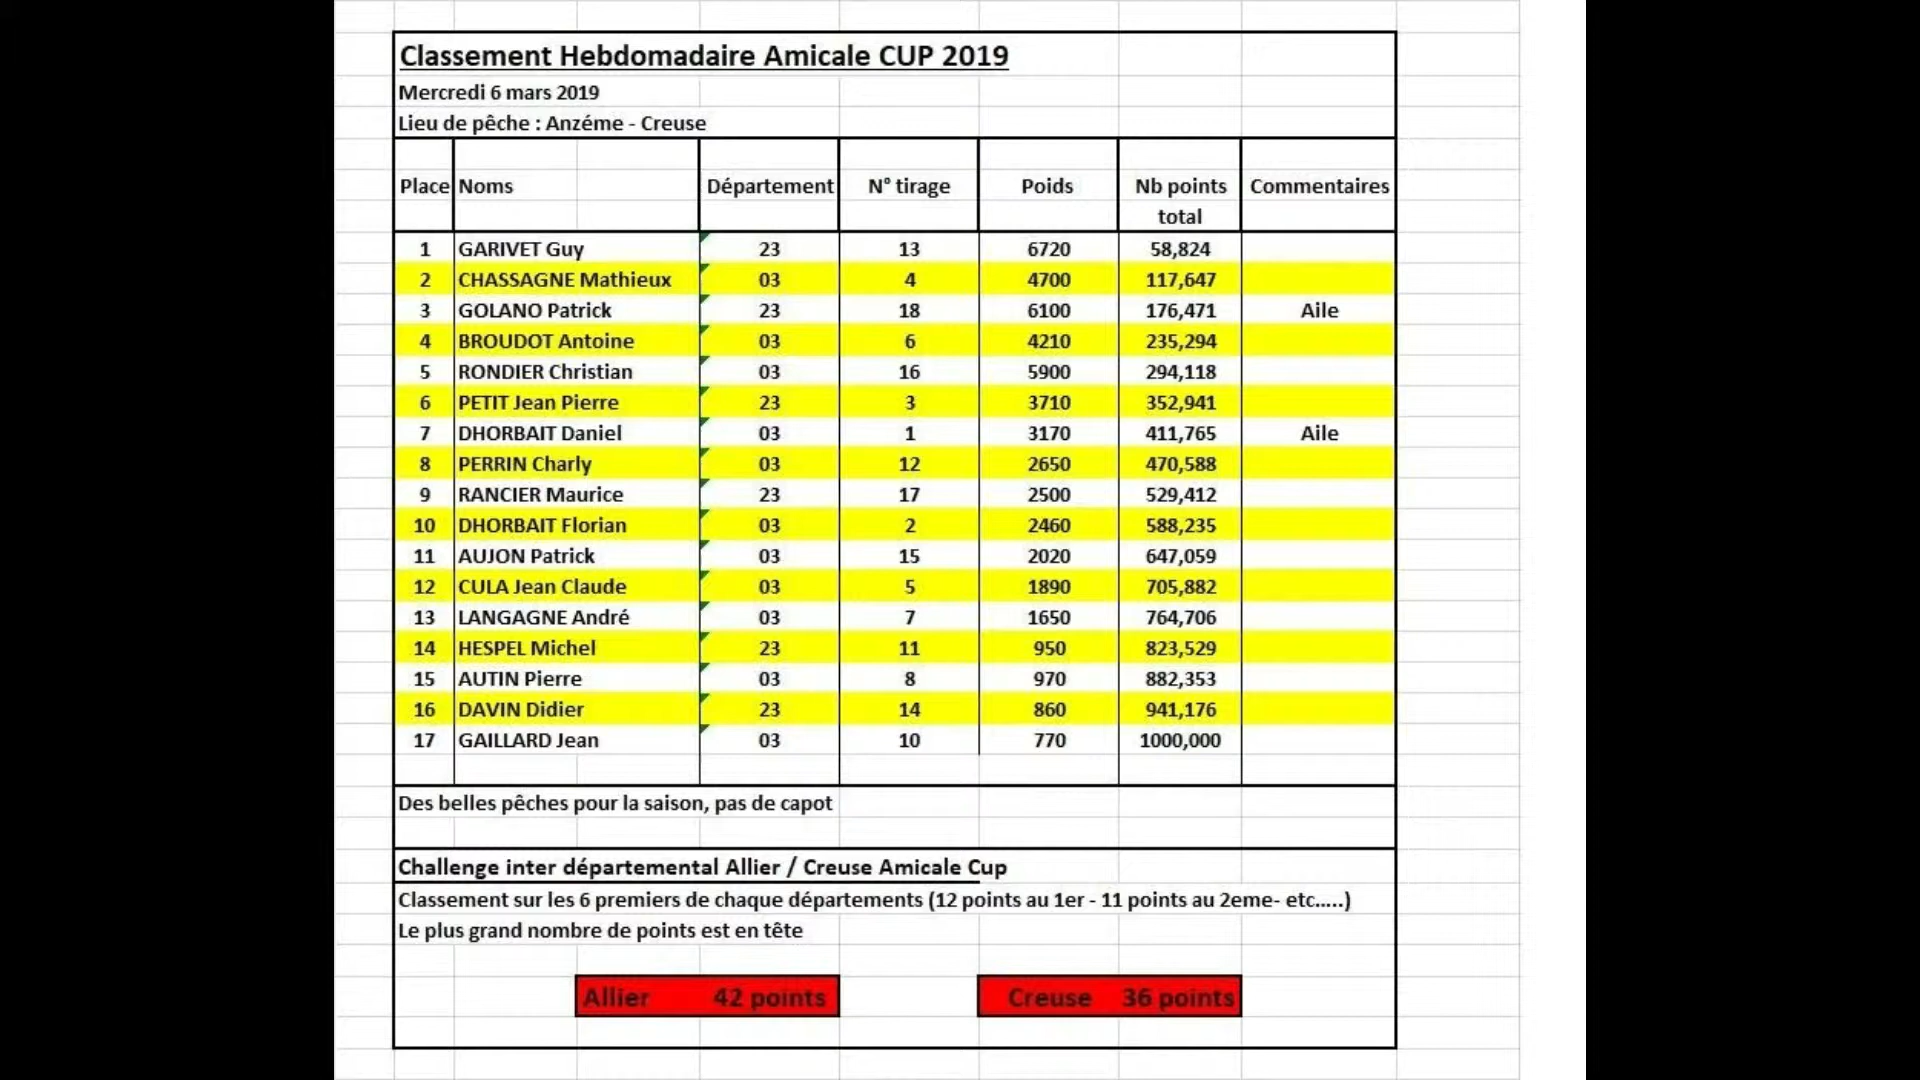 Classement Hebdomadaire Amicale CUP 2019
Mercredi 6 mars 2019
Lieu de pêche : Anzéme - Creuse
Place Noms Département N° tirage Poids Nb points total Commentaires
1 GARIVET Guy 23 13 6720 58,824
2 CHASSAGNE Mathieux 03 4 4700 117,647
3 GOLANO Patrick 23 18 6100 176,471 Aile
4 BROUDOT Antoine 03 6 4210 235,294
5 RONDIER Christian 03 16 5900 294,118
6 PETIT Jean Pierre 23 3 3710 352,941
7 DHORBAIT Daniel 03 1 3170 411,765 Aile
8 PERRIN Charly 03 12 2650 470,588
9 RANCIER Maurice 23 17 2500 529,412
10 DHORBAIT Florian 03 2 2460 588,235
11 AUJON Patrick 03 15 2020 647,059
12 CULA Jean Claude 03 5 1890 705,882
13 LANGAGNE André 03 7 1650 764,706
14 HESPEL Michel 23 11 950 823,529
15 AUTIN Pierre 03 8 970 882,353
16 DAVIN Didier 23 14 860 941,176
17 GAILLARD Jean 03 10 770 1000,000
Des belles pêches pour la saison, pas de capot
Challenge inter départemental Allier / Creuse Amicale Cup
Classement sur les 6 premiers de chaque départements (12 points au 1er - 11 points au 2eme- etc.....)
Le plus grand nombre de points est en tête
Allier 42 points Creuse 36 points